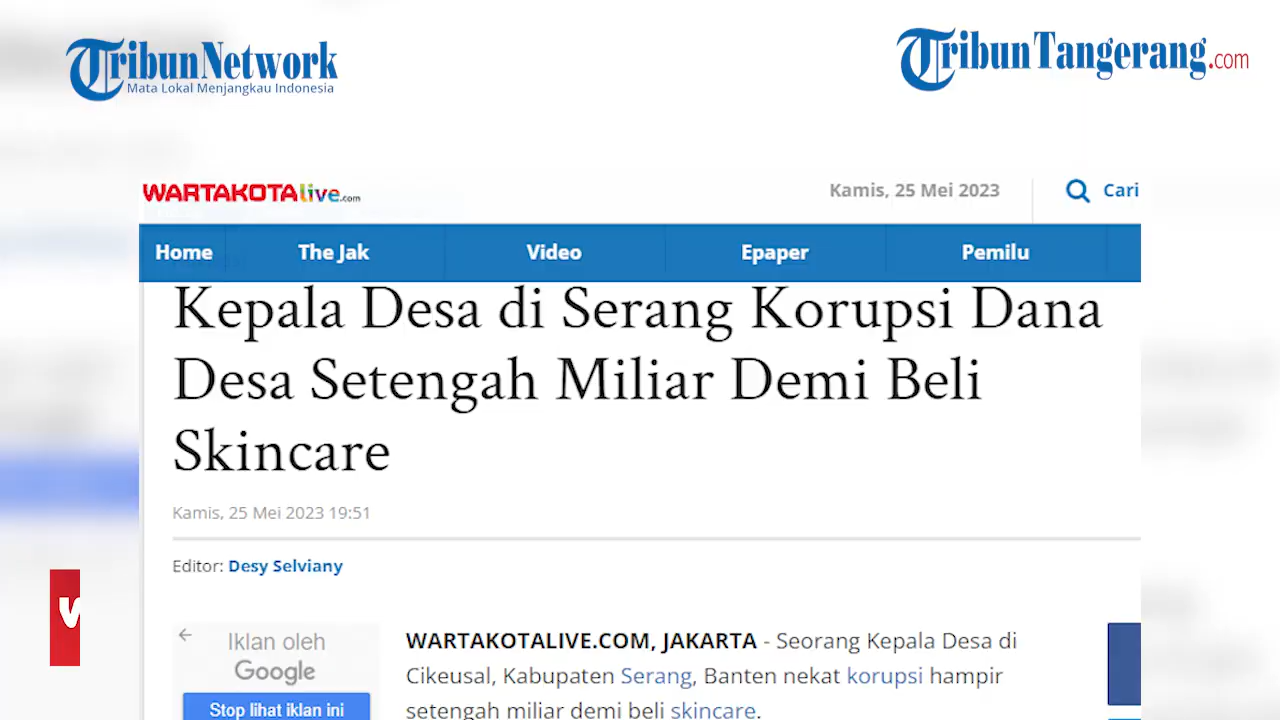 TribunNetwork
Mata Lokal Menjangkau Indonesia
TribunTangerang.com
WARTAKOTAlive.com
Kamis, 25 Mei 2023
Cari
Home
The Jak
Video
Epaper
Pemilu
Kepala Desa di Serang Korupsi Dana
Desa Setengah Miliar Demi Beli
Skincare
Kamis, 25 Mei 2023 19:51
Editor: Desy Selviany
Iklan oleh
Google
Stop lihat iklan ini
WARTAKOTALIVE.COM, JAKARTA - Seorang Kepala Desa di
Cikeusal, Kabupaten Serang, Banten nekat korupsi hampir
setengah miliar demi beli skincare.